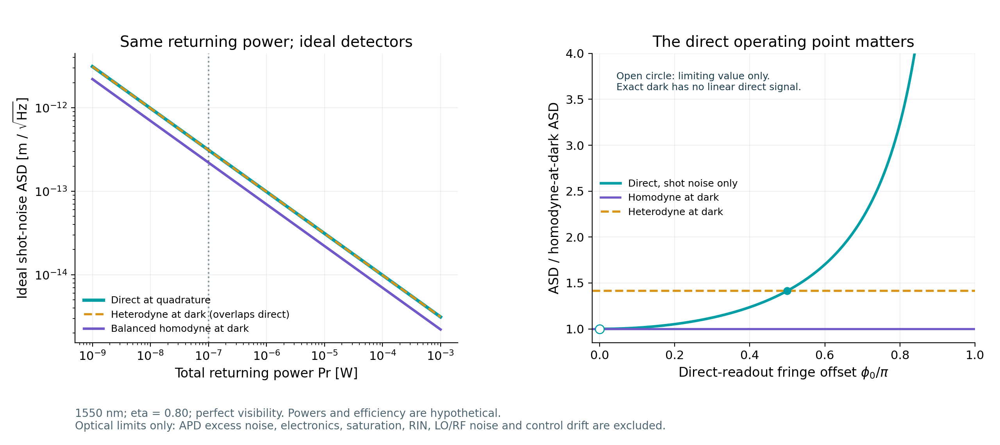 Same returning power; ideal detectors
Ideal shot-noise ASD [m / √Hz]
10⁻¹²
10⁻¹³
10⁻¹⁴
Direct at quadrature
Heterodyne at dark (overlaps direct)
Balanced homodyne at dark
10⁻⁹ 10⁻⁸ 10⁻⁷ 10⁻⁶ 10⁻⁵ 10⁻⁴ 10⁻³
Total returning power Pr [W]
The direct operating point matters
ASD / homodyne-at-dark ASD
4.0
3.5
3.0
2.5
2.0
1.5
1.0
Open circle: limiting value only.
Exact dark has no linear direct signal.
Direct, shot noise only
Homodyne at dark
Heterodyne at dark
0.0 0.2 0.4 0.6 0.8 1.0
Direct-readout fringe offset ϕ₀/π
1550 nm; eta = 0.80; perfect visibility. Powers and efficiency are hypothetical.
Optical limits only: APD excess noise, electronics, saturation, RIN, LO/RF noise and control drift are excluded.